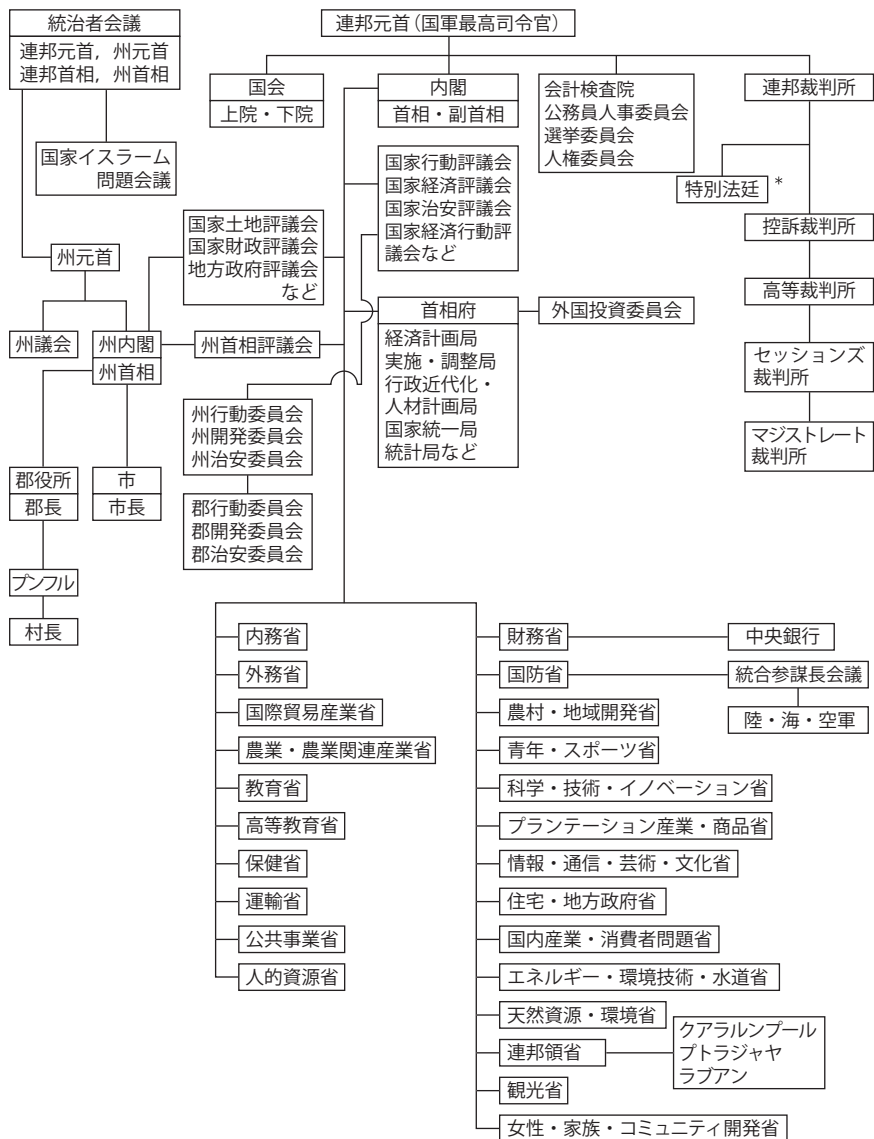 統治者会議
連邦元首，州元首
連邦首相，州首相
国家イスラーム
問題会議
連邦元首（国軍最高司令官）
国会
上院・下院
内閣
首相・副首相
会計検査院
公務員人事委員会
選挙委員会
人権委員会
連邦裁判所
特別法廷
*
控訴裁判所
高等裁判所
セッションズ
裁判所
マジストレート
裁判所
国家行動評議会
国家経済評議会
国家治安評議会
国家経済行動評
議会など
国家土地評議会
国家財政評議会
地方政府評議会
など
州元首
州議会
州内閣
州首相
州首相評議会
首相府
経済計画局
実施・調整局
行政近代化・
人材計画局
国家統一局
統計局など
外国投資委員会
州行動委員会
州開発委員会
州治安委員会
郡行動委員会
郡開発委員会
郡治安委員会
郡役所
郡長
市
市長
プンフル
村長
内務省
外務省
国際貿易産業省
農業・農業関連産業省
教育省
高等教育省
保健省
運輸省
公共事業省
人的資源省
財務省
中央銀行
国防省
統合参謀長会議
陸・海・空軍
農村・地域開発省
青年・スポーツ省
科学・技術・イノベーション省
プランテーション産業・商品省
情報・通信・芸術・文化省
住宅・地方政府省
国内産業・消費者問題省
エネルギー・環境技術・水道省
天然資源・環境省
連邦領省
クアラルンプール
プトラジャヤ
ラブアン
観光省
女性・家族・コミュニティ開発省